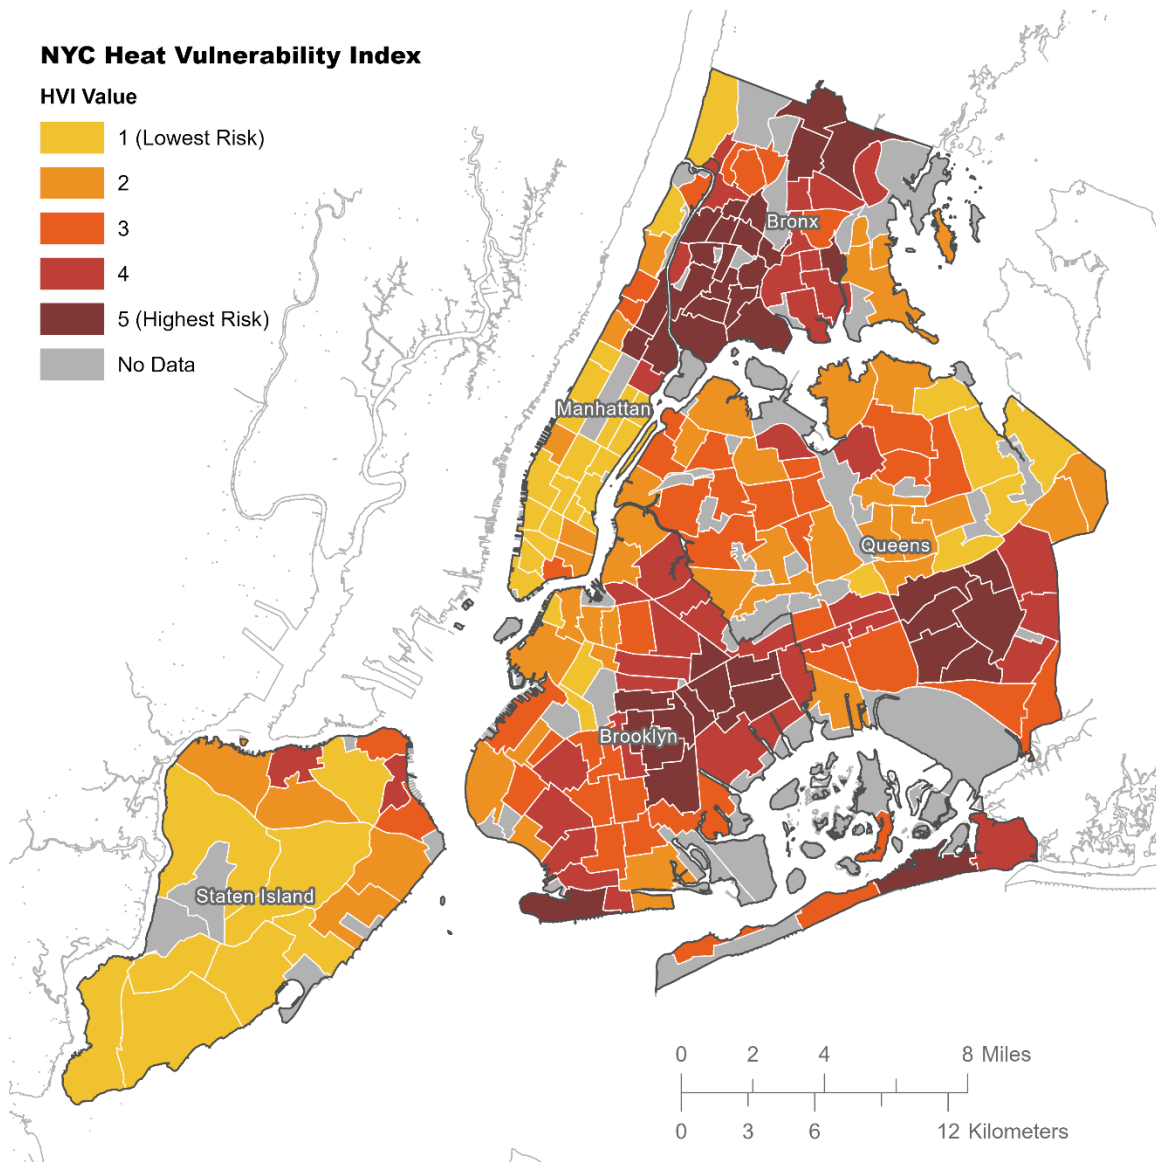 NYC Heat Vulnerability Index
HVI Value
1 (Lowest Risk)
2
3
4
5 (Highest Risk)
No Data
Bronx
Manhattan
Queens
Brooklyn
Staten Island
0 2 4 8 Miles
0 3 6 12 Kilometers